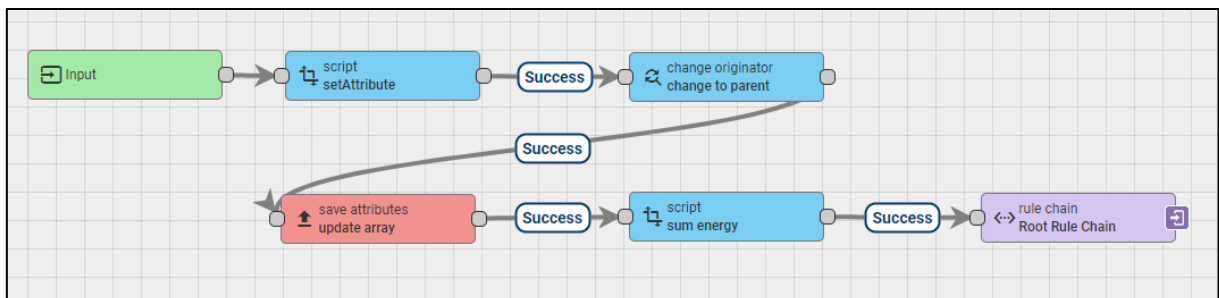 Input
script
setAttribute
Success
change originator
change to parent
Success
save attributes
update array
Success
script
sum energy
Success
rule chain
Root Rule Chain